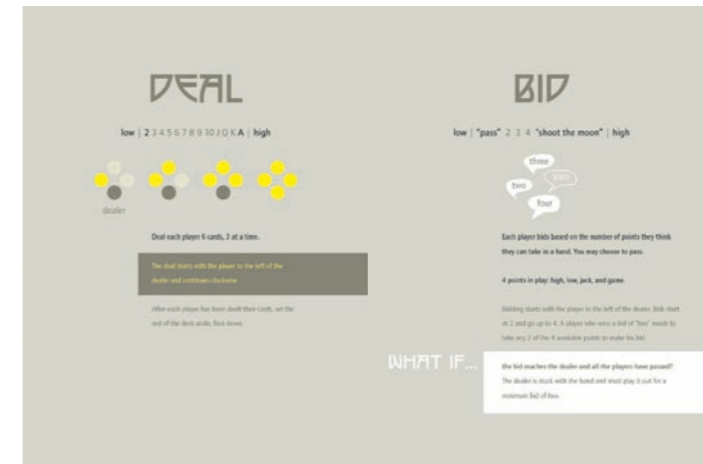 DEAL
low | 2 3 4 5 6 7 8 9 10 J Q K A | high
dealer
Deal each player 6 cards, 3 at a time.
The deal starts with the player to the left of the
dealer and continues clockwise
After each player has been dealt their cards, set the
rest of the deck aside, face down.
BID
low | "pass" 2 3 4 "shoot the moon" | high
three
pass
two
four
Each player bids based on the number of points they think
they can take in a hand. You may choose to pass.
4 points in play: high, low, jack, and game.
Bidding starts with the player to the left of the dealer. Bids start
at 2 and go up to 4. A player who wins a bid of "two" needs to
take any 2 of the 4 available points to make his bid.
WHAT IF...
the bid reaches the dealer and all the players have passed?
The dealer is stuck with the hand and must play it out for a
minimum bid of two.